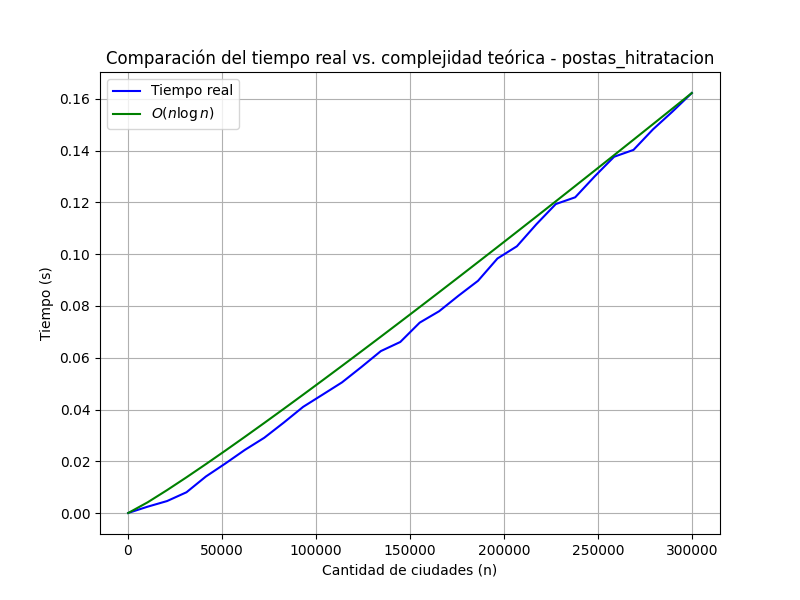 Comparación del tiempo real vs. complejidad teórica - postas_hitratacion
Tiempo real
O(n log n)
0.16
0.14
0.12
0.10
0.08
0.06
0.04
0.02
0.00
Tiempo (s)
0 50000 100000 150000 200000 250000 300000
Cantidad de ciudades (n)